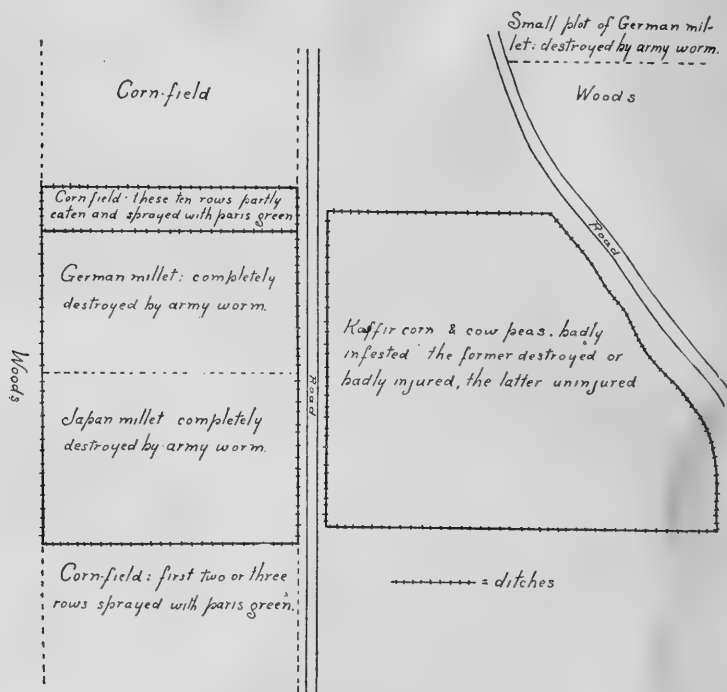 Small plot of German mil-
let: destroyed by army worm.
Corn-field
Woods
Cornfield - these ten rows partly
eaten and sprayed with paris green
Road
German millet: completely
destroyed by army worm.
Kaffir corn & cow peas. badly
infested the former destroyed or
badly injured, the latter uninjured
Woods
Road
Japan millet completely
destroyed by army worm.
Corn-field: first two or three
rows sprayed with paris green.
= ditches